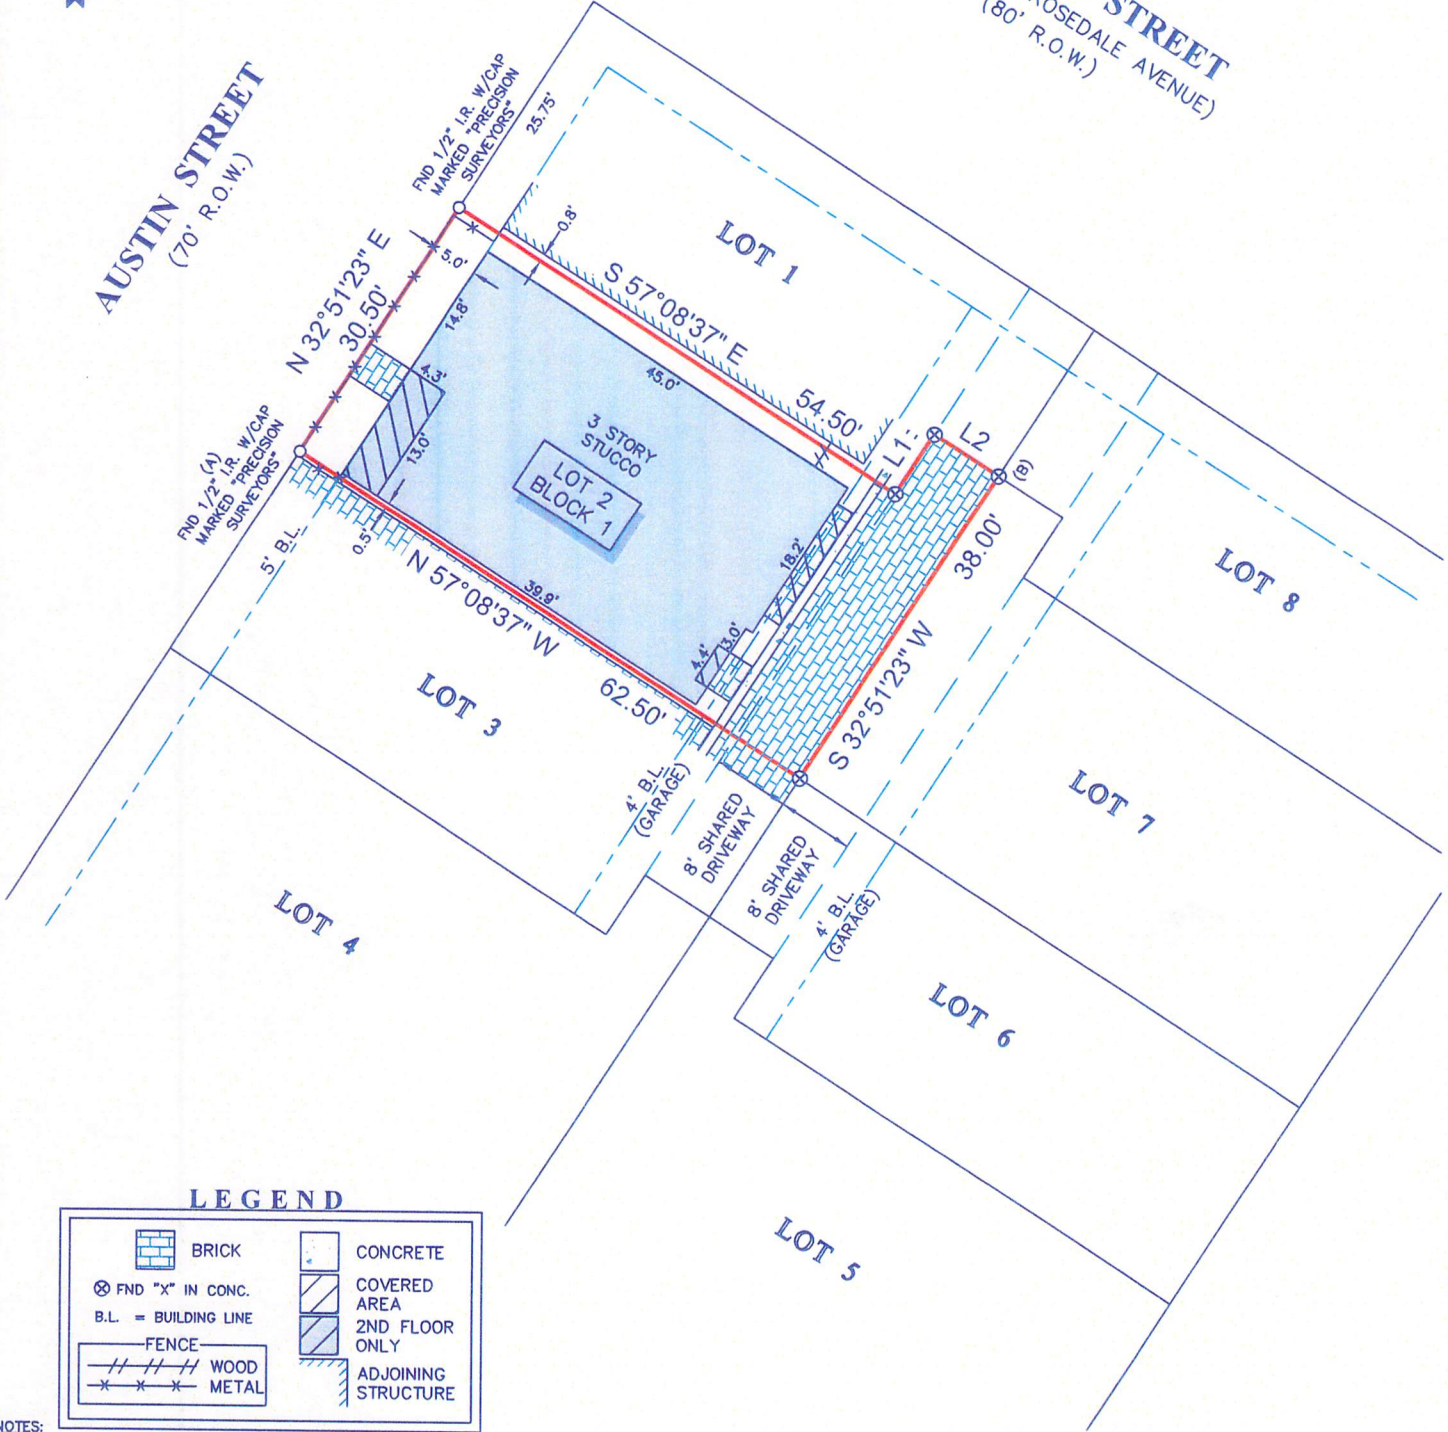 STREET
ROSEDALE AVENUE)
(80' R.O.W.)
AUSTIN STREET
(70' R.O.W.)
FND 1/2" I.R. W/CAP
MARKED "PRECISION
SURVEYORS"
25.75'
LOT 1
0.8'
5.0'
N 32°51'23" E
30.50'
S 57°08'37" E
54.50'
14.8'
45.0'
4.3'
13.0'
3 STORY
STUCCO
LOT 2
BLOCK 1
L1
L2
(B)
(A)
FND 1/2" I.R. W/CAP
MARKED "PRECISION
SURVEYORS"
5' B.L.
0.5'
N 57°08'37" W
39.9'
62.50'
18.2'
4.4'
13.0'
38.00'
S 32°51'23" W
LOT 8
LOT 3
LOT 7
4' B.L.
(GARAGE)
8' SHARED
DRIVEWAY
8' SHARED
DRIVEWAY
4' B.L.
(GARAGE)
LOT 4
LOT 6
LOT 5
LEGEND
BRICK
CONCRETE
FND "X" IN CONC.
COVERED
AREA
B.L. = BUILDING LINE
2ND FLOOR
ONLY
FENCE
WOOD
METAL
ADJOINING
STRUCTURE
NOTES: